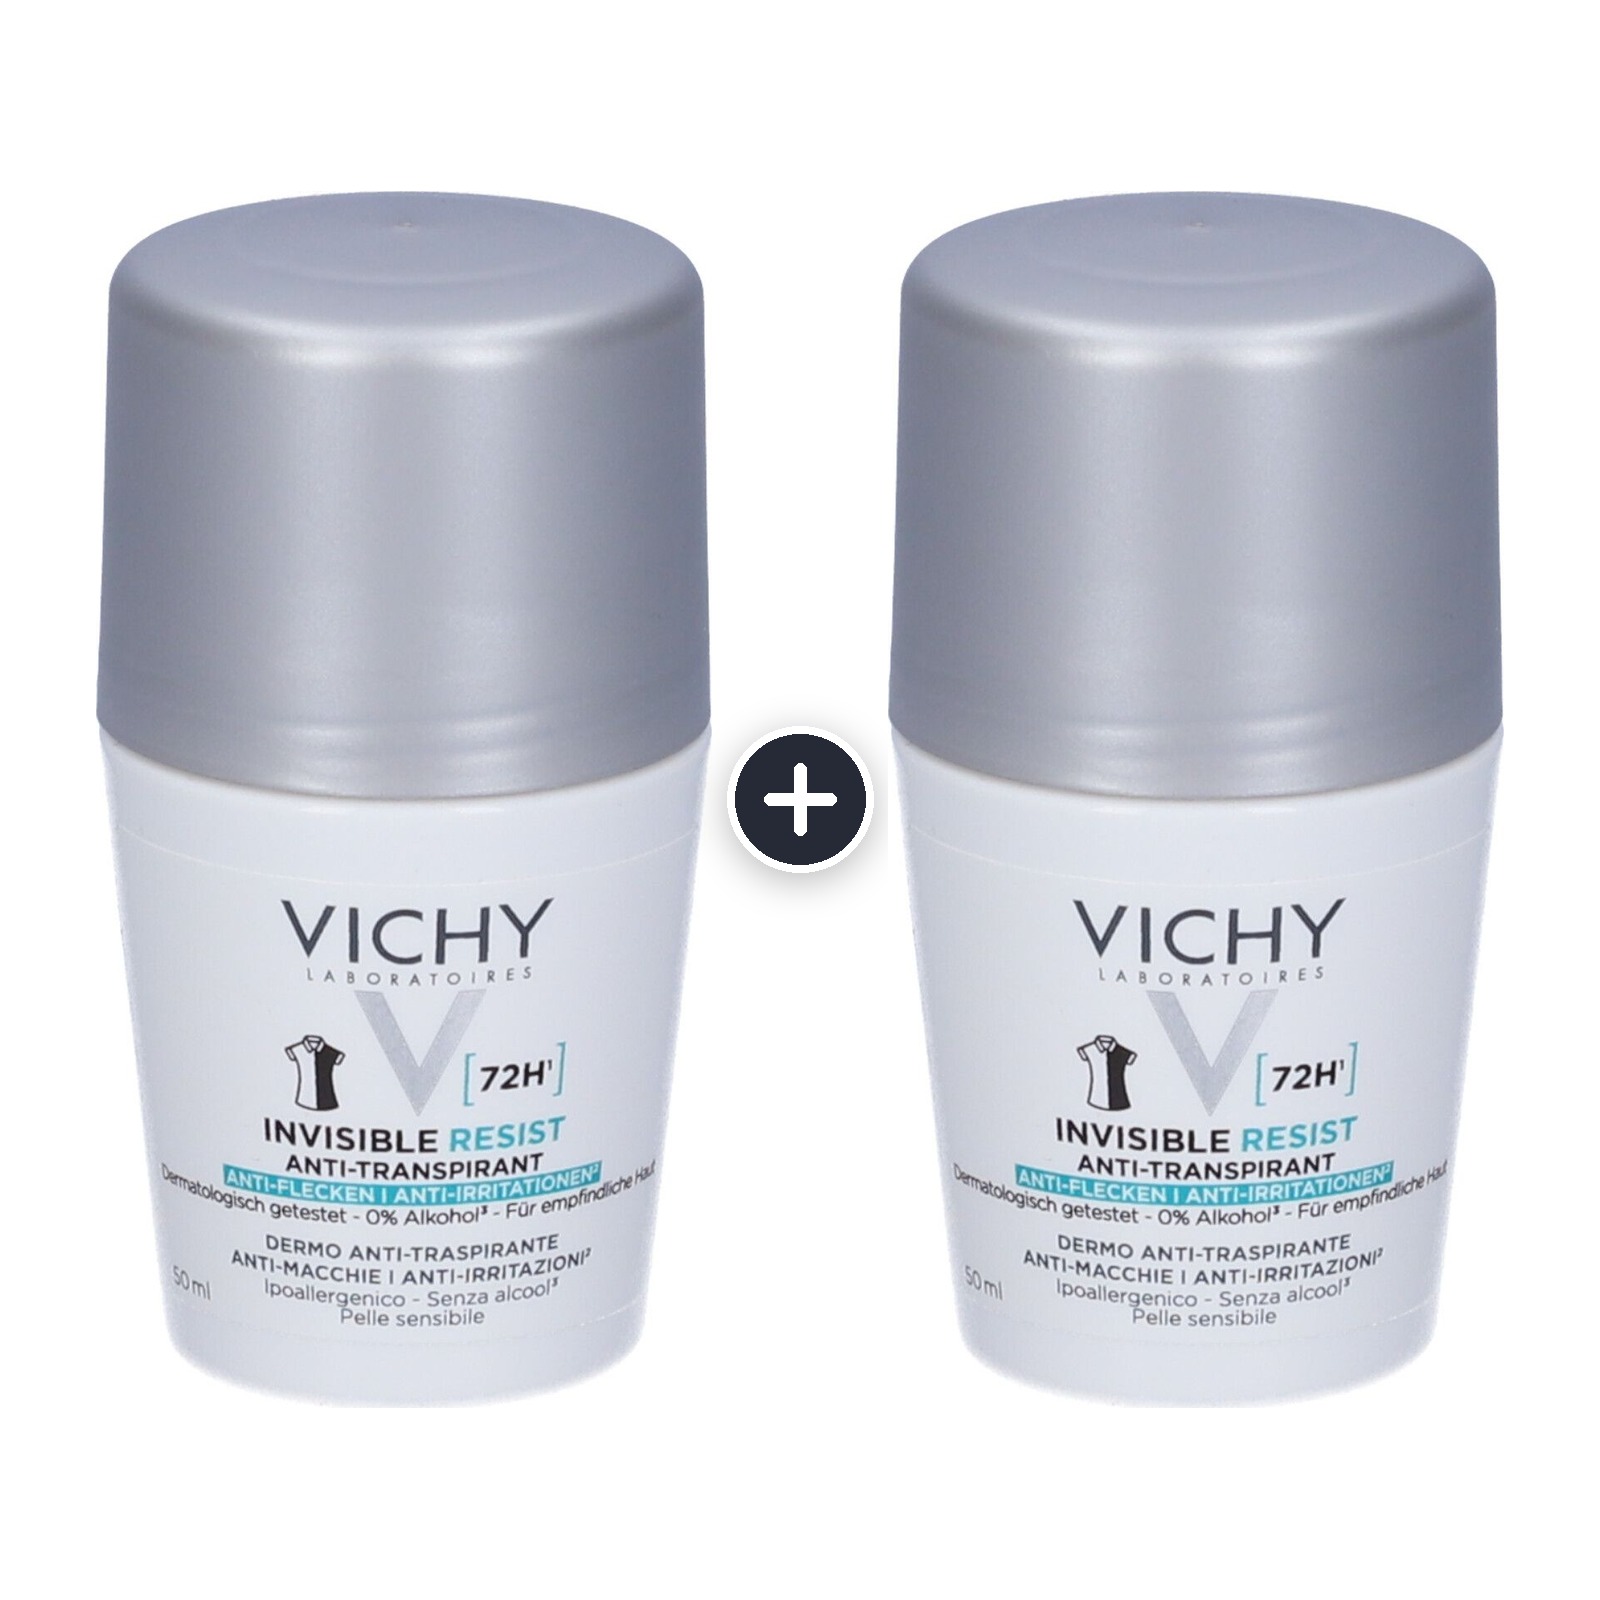 VICHY
LABORATOIRES
[72H¹]
INVISIBLE RESIST
ANTI-TRANSPIRANT
ANTI-FLECKEN | ANTI-IRRITATIONEN²
Dermatologisch getestet - 0% Alkohol³ - Für empfindliche Haut
DERMO ANTI-TRASPIRANTE
ANTI-MACCHIE | ANTI-IRRITAZIONI²
Ipoallergenico - Senza alcool³
Pelle sensibile
50 ml
VICHY
LABORATOIRES
[72H¹]
INVISIBLE RESIST
ANTI-TRANSPIRANT
ANTI-FLECKEN | ANTI-IRRITATIONEN²
Dermatologisch getestet - 0% Alkohol³ - Für empfindliche Haut
DERMO ANTI-TRASPIRANTE
ANTI-MACCHIE | ANTI-IRRITAZIONI²
Ipoallergenico - Senza alcool³
Pelle sensibile
50 ml